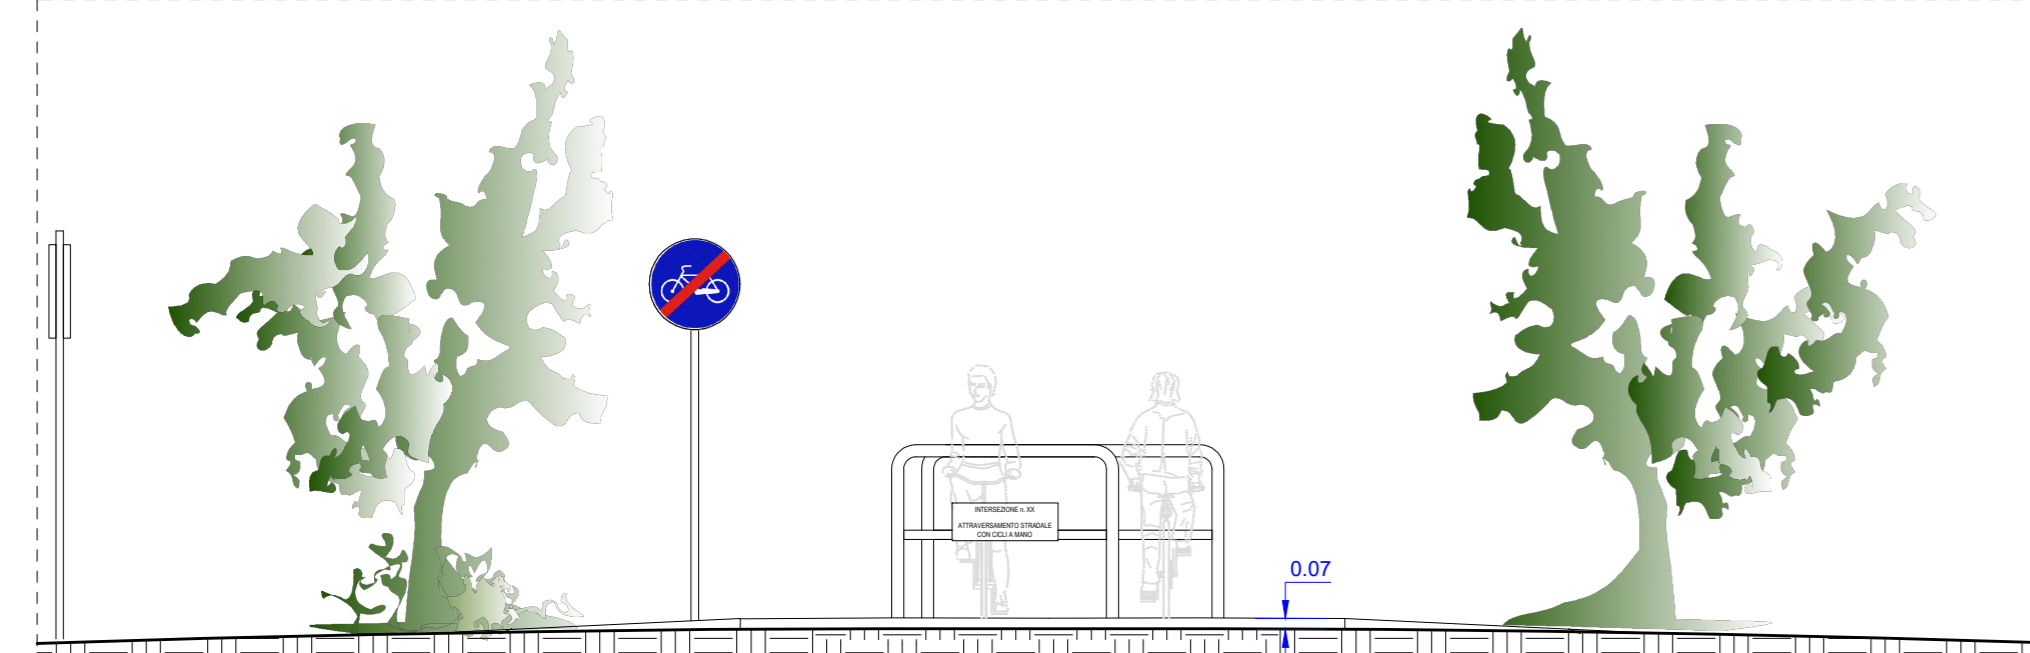 INTERSEZIONE n. XX
ATTRAVERSAMENTO STRADALE
CON CICLI A MANO
0.07